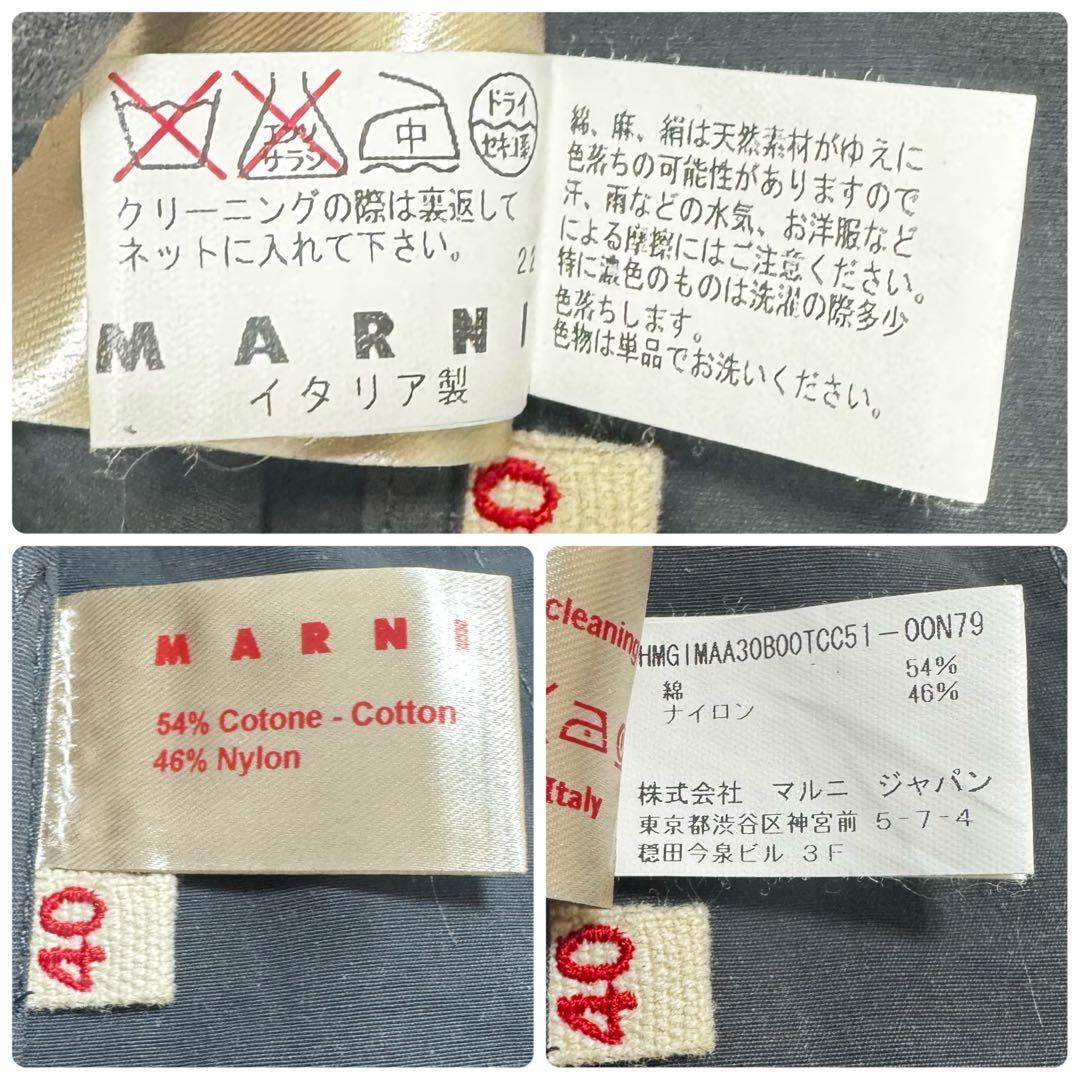 エンソ
サラシ
中
ドライ
セキユ系
クリーニングの際は裏返して
ネットに入れて下さい。
22
MARNI
イタリア製
綿、麻、絹は天然素材がゆえに
色落ちの可能性がありますので
汗、雨などの水気、お洋服など
による摩擦にはご注意ください。
特に濃色のものは洗濯の際多少
色落ちします。
色物は単品でお洗いください。
0
MARNI
54% Cotone - Cotton
46% Nylon
40
cleaning
Italy
HMGIMAA30B00TCC51-00N79
綿 54%
ナイロン 46%
株式会社 マルニ ジャパン
東京都渋谷区神宮前 5-7-4
穏田今泉ビル 3F
40